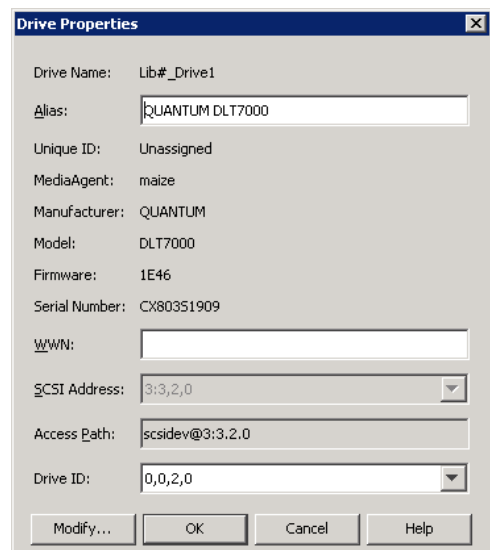 Drive Properties
Drive Name: Lib#_Drive1
Alias: QUANTUM DLT7000
Unique ID: Unassigned
MediaAgent: maize
Manufacturer: QUANTUM
Model: DLT7000
Firmware: 1E46
Serial Number: CX80351909
WWN:
SCSI Address: 3:3,2,0
Access Path: scsidev@3:3.2.0
Drive ID: 0,0,2,0
Modify... OK Cancel Help